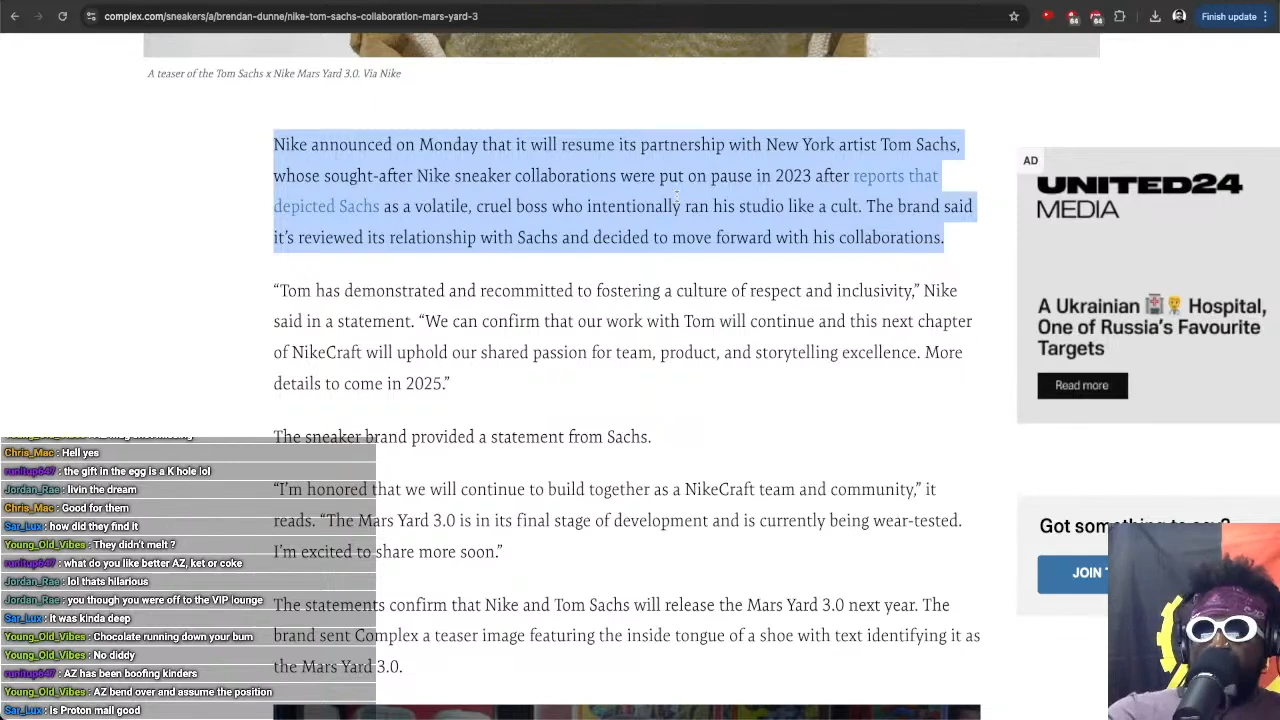 complex.com/sneakers/a/brendan-dunne/nike-tom-sachs-collaboration-mars-yard-3
64
64
Finish update
A teaser of the Tom Sachs x Nike Mars Yard 3.0. Via Nike
Nike announced on Monday that it will resume its partnership with New York artist Tom Sachs,
whose sought-after Nike sneaker collaborations were put on pause in 2023 after reports that
depicted Sachs as a volatile, cruel boss who intentionally ran his studio like a cult. The brand said
it’s reviewed its relationship with Sachs and decided to move forward with his collaborations.
“Tom has demonstrated and recommitted to fostering a culture of respect and inclusivity,” Nike
said in a statement. “We can confirm that our work with Tom will continue and this next chapter
of NikeCraft will uphold our shared passion for team, product, and storytelling excellence. More
details to come in 2025.”
The sneaker brand provided a statement from Sachs.
“I’m honored that we will continue to build together as a NikeCraft team and community,” it
reads. “The Mars Yard 3.0 is in its final stage of development and is currently being wear-tested.
I’m excited to share more soon.”
The statements confirm that Nike and Tom Sachs will release the Mars Yard 3.0 next year. The
brand sent Complex a teaser image featuring the inside tongue of a shoe with text identifying it as
the Mars Yard 3.0.
AD
UNITED24
MEDIA
A Ukrainian 🏥👨‍⚕️ Hospital,
One of Russia’s Favourite
Targets
Read more
Got something to say?
JOIN
Chris_Mac : Hell yes
runitup647 : the gift in the egg is a K hole lol
Jordan_Rae : livin the dream
Chris_Mac : Good for them
Sar_Lux : how did they find it
Young_Old_Vibes : They didn't melt ?
runitup647 : what do you like better AZ, ket or coke
Jordan_Rae : lol thats hilarious
Jordan_Rae : you though you were off to the VIP lounge
Sar_Lux : it was kinda deep
Young_Old_Vibes : Chocolate running down your bum
Young_Old_Vibes : No diddy
runitup647 : AZ has been boofing kinders
Young_Old_Vibes : AZ bend over and assume the position
Sar_Lux : Is Proton mail good